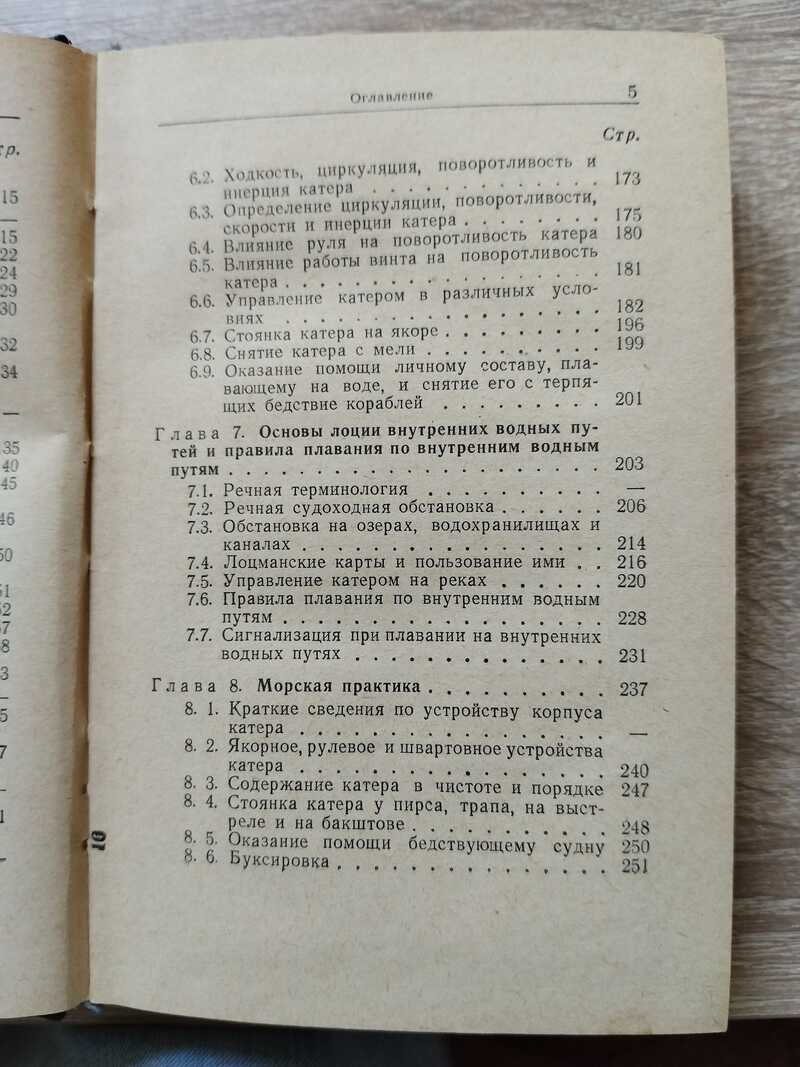 Оглавление 5
Стр.
6.2. Ходкость, циркуляция, поворотливость и
инерция катера . . . . . . . . . . . 173
6.3. Определение циркуляции, поворотливости,
скорости и инерции катера . . . . . . . . 175
6.4. Влияние руля на поворотливость катера 180
6.5. Влияние работы винта на поворотливость
катера . . . . . . . . . . . . . . . . 181
6.6. Управление катером в различных усло-
виях . . . . . . . . . . . . . . . . . 182
6.7. Стоянка катера на якоре . . . . . . . . . 196
6.8. Снятие катера с мели . . . . . . . . . . 199
6.9. Оказание помощи личному составу, пла-
вающему на воде, и снятие его с терпя-
щих бедствие кораблей . . . . . . . . . 201
Глава 7. Основы лоции внутренних водных пу-
тей и правила плавания по внутренним водным
путям . . . . . . . . . . . . . . . . . . . . 203
7.1. Речная терминология . . . . . . . . . . —
7.2. Речная судоходная обстановка . . . . . . 206
7.3. Обстановка на озерах, водохранилищах и
каналах . . . . . . . . . . . . . . . . 214
7.4. Лоцманские карты и пользование ими . . 216
7.5. Управление катером на реках . . . . . . 220
7.6. Правила плавания по внутренним водным
путям . . . . . . . . . . . . . . . . . . 228
7.7. Сигнализация при плавании на внутренних
водных путях . . . . . . . . . . . . . 231
Глава 8. Морская практика . . . . . . . . . . 237
8. 1. Краткие сведения по устройству корпуса
катера . . . . . . . . . . . . . . . . —
8. 2. Якорное, рулевое и швартовное устройства
катера . . . . . . . . . . . . . . . . 240
8. 3. Содержание катера в чистоте и порядке 247
8. 4. Стоянка катера у пирса, трапа, на выст-
реле и на бакштове . . . . . . . . . . . 248
8. 5. Оказание помощи бедствующему судну 250
8. 6. Буксировка . . . . . . . . . . . . . . . 251